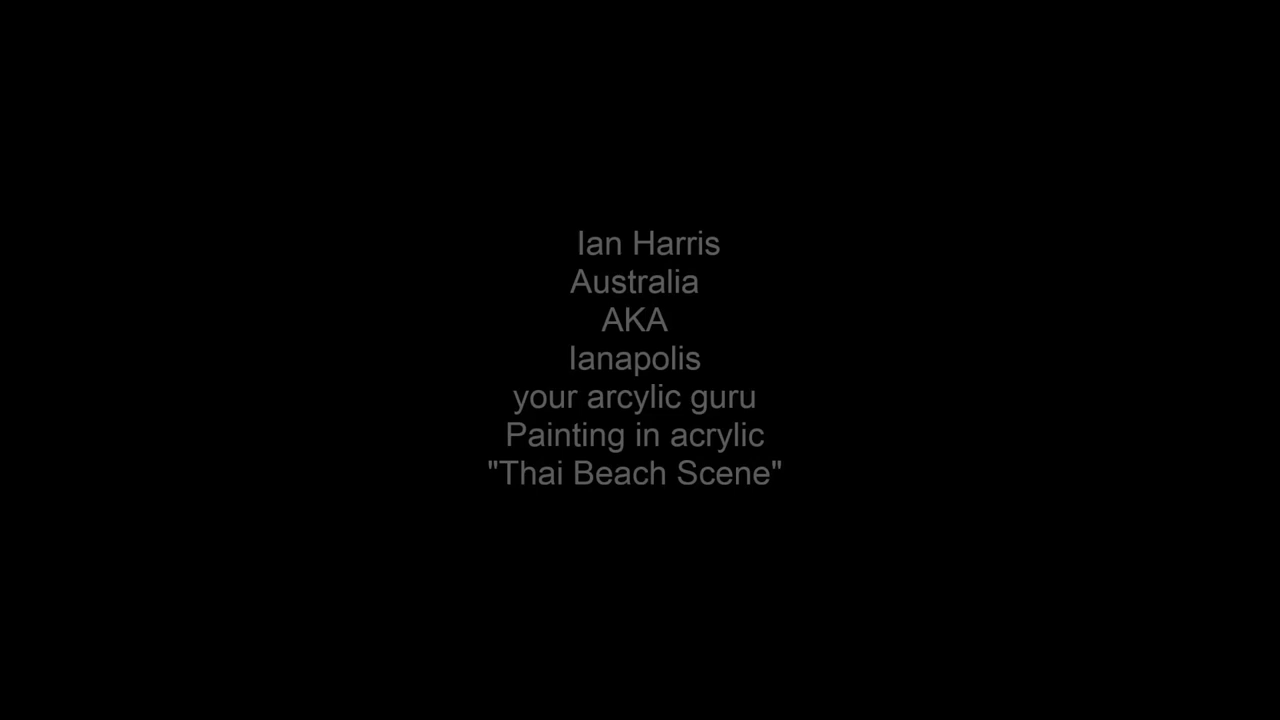 Ian Harris
Australia
AKA
Ianapolis
your arcylic guru
Painting in acrylic
"Thai Beach Scene"